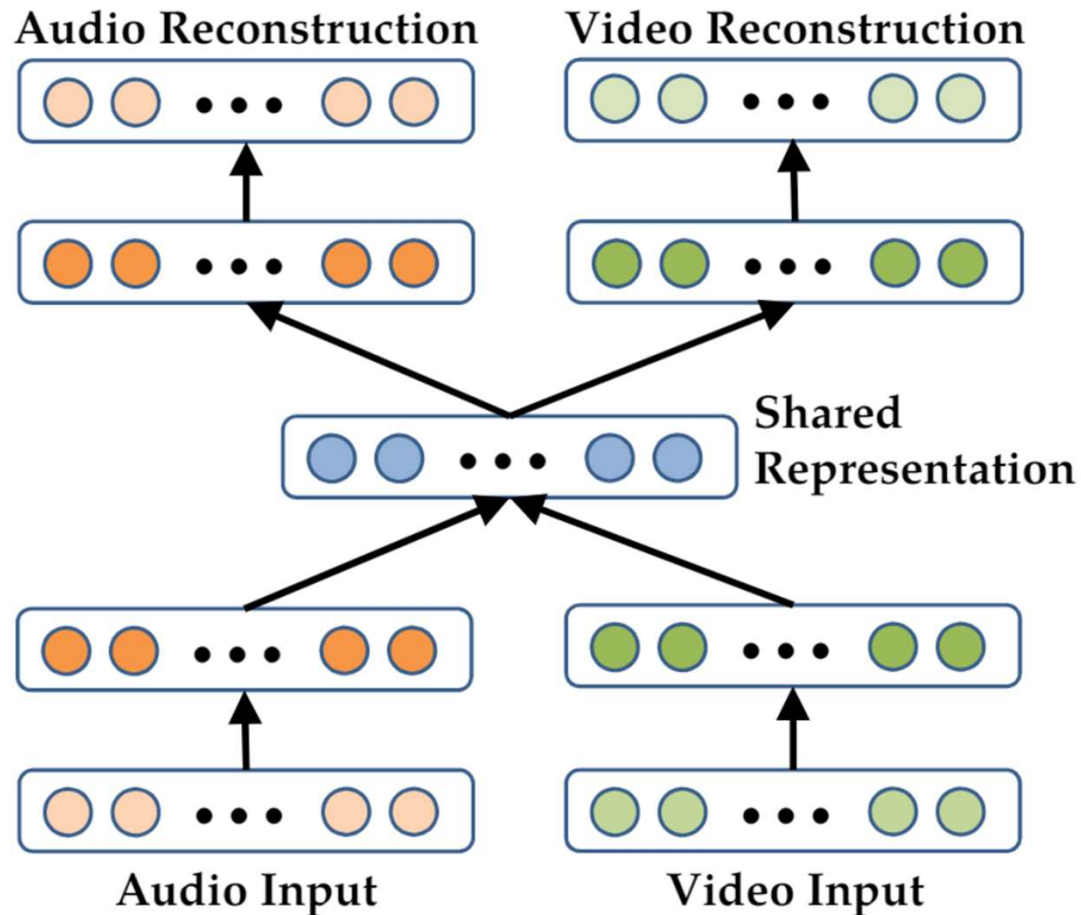 Audio Reconstruction
Video Reconstruction
Shared
Representation
Audio Input
Video Input